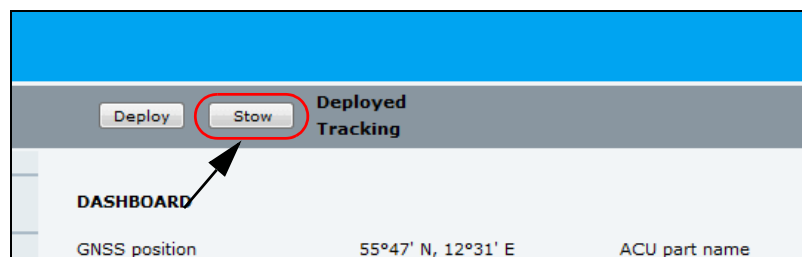 Deploy Stow Deployed
Tracking
DASHBOARD
GNSS position 55°47' N, 12°31' E ACU part name